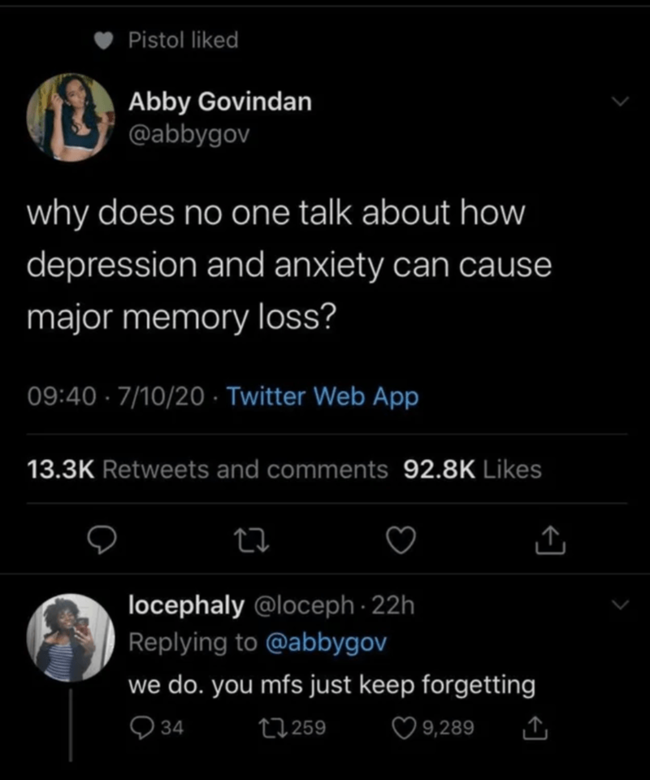 Pistol liked
Abby Govindan
@abbygov
why does no one talk about how
depression and anxiety can cause
major memory loss?
09:40 · 7/10/20 · Twitter Web App
13.3K Retweets and comments 92.8K Likes
locephaly @loceph · 22h
Replying to @abbygov
we do. you mfs just keep forgetting
34 259 9,289